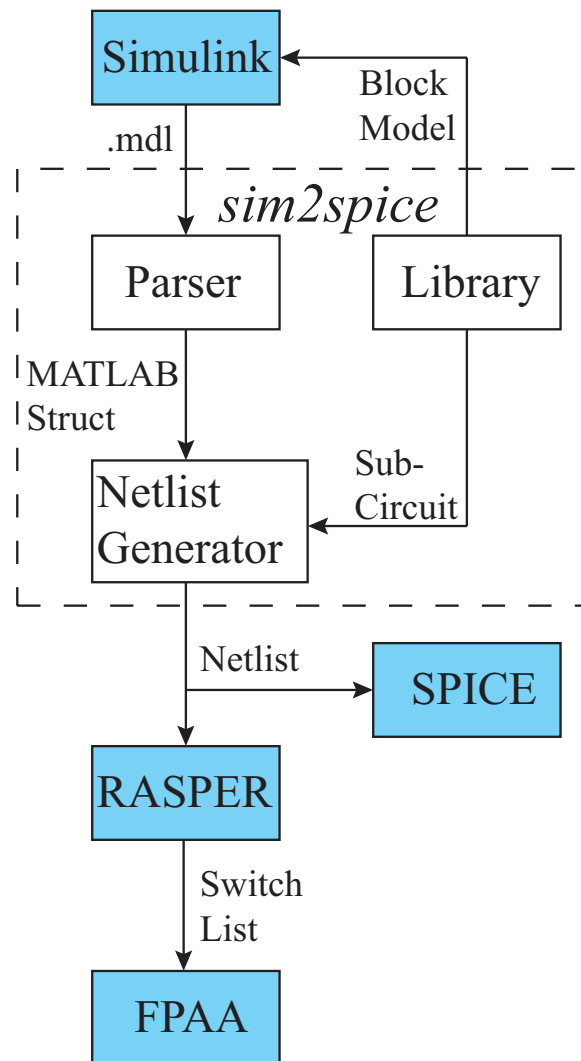 Simulink
Block
Model
.mdl
sim2spice
Parser
Library
MATLAB
Struct
Sub-
Circuit
Netlist
Generator
Netlist
SPICE
RASPER
Switch
List
FPAA